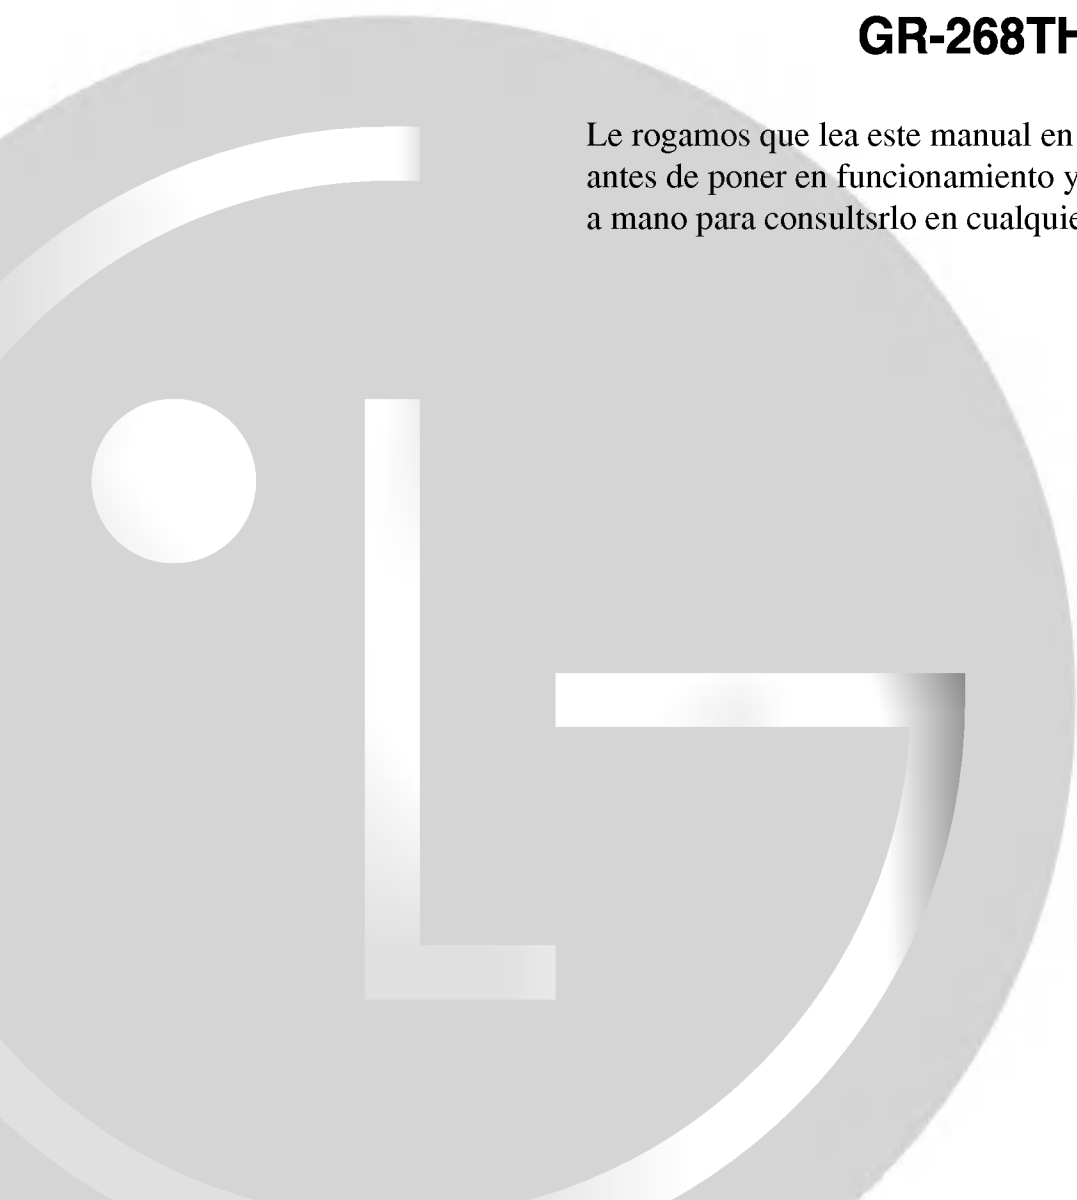 GR-268TH
Le rogamos que lea este manual en
antes de poner en funcionamiento y
a mano para consultsrlo en cualquie